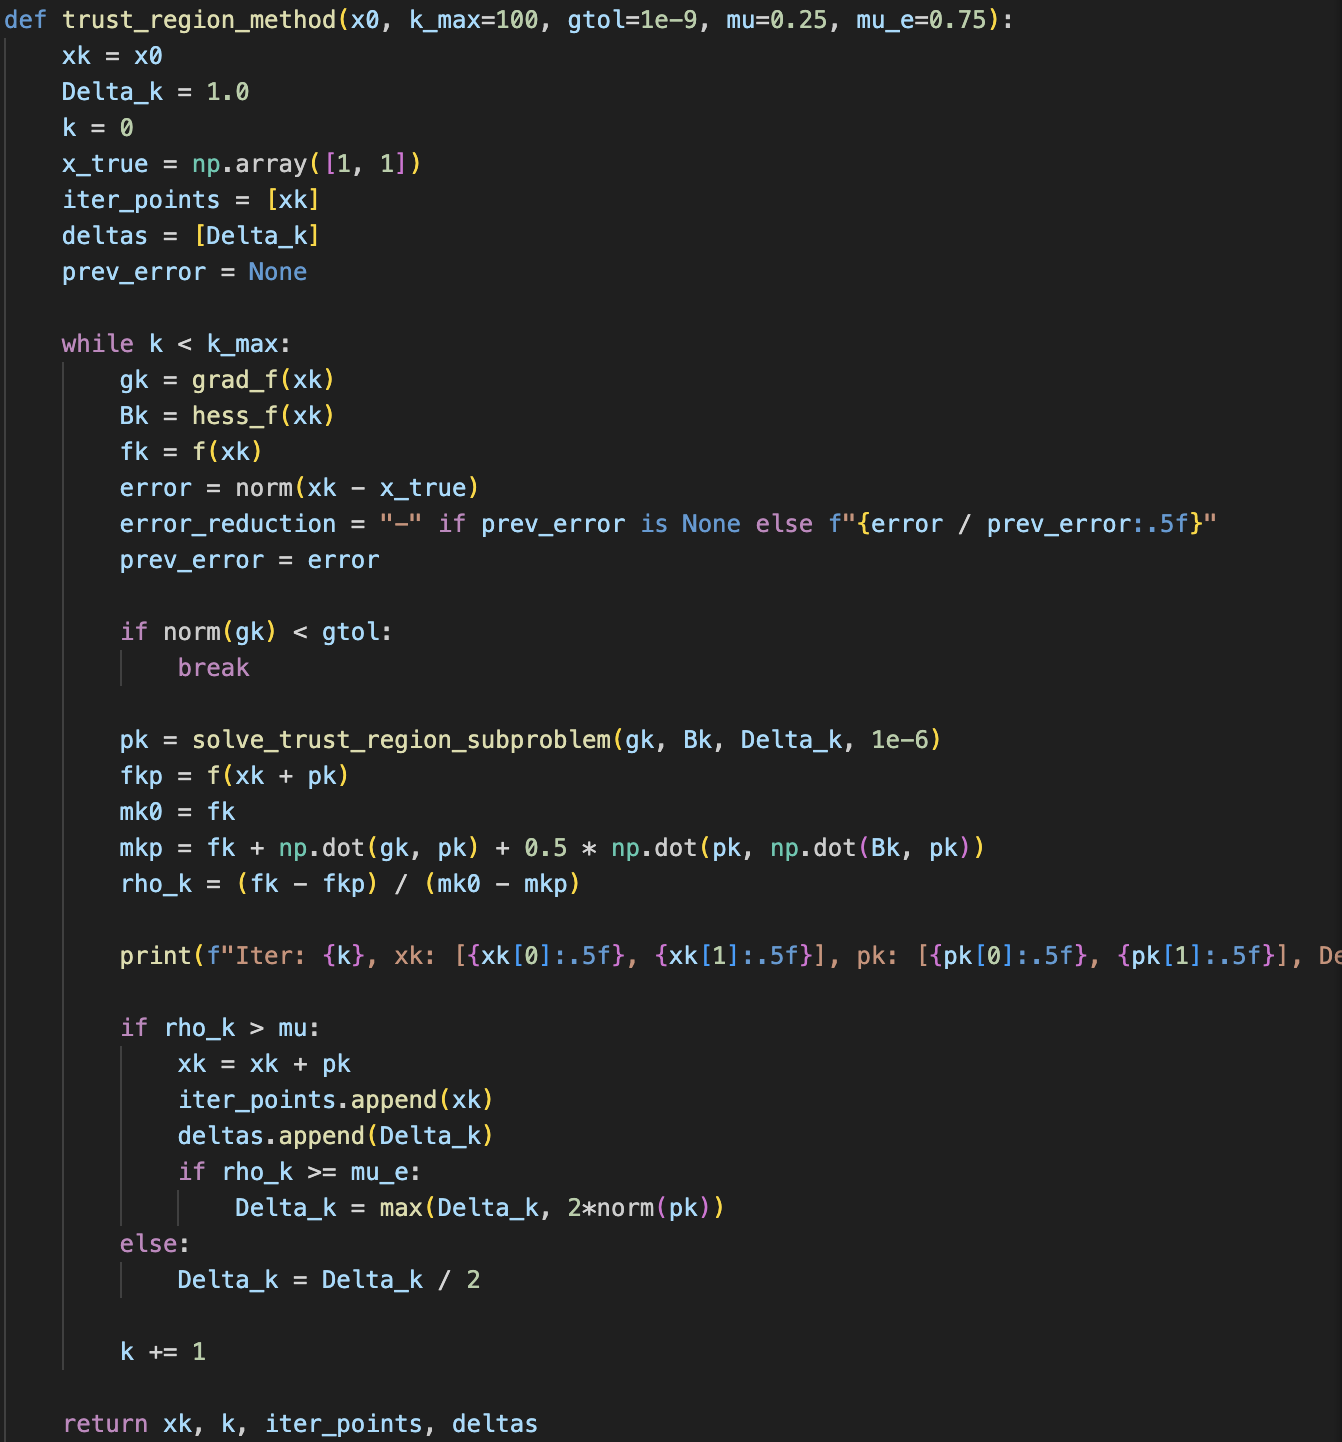 def trust_region_method(x0, k_max=100, gtol=1e-9, mu=0.25, mu_e=0.75):
    xk = x0
    Delta_k = 1.0
    k = 0
    x_true = np.array([1, 1])
    iter_points = [xk]
    deltas = [Delta_k]
    prev_error = None

    while k < k_max:
        gk = grad_f(xk)
        Bk = hess_f(xk)
        fk = f(xk)
        error = norm(xk - x_true)
        error_reduction = "-" if prev_error is None else f"{error / prev_error:.5f}"
        prev_error = error

        if norm(gk) < gtol:
            break

        pk = solve_trust_region_subproblem(gk, Bk, Delta_k, 1e-6)
        fkp = f(xk + pk)
        mk0 = fk
        mkp = fk + np.dot(gk, pk) + 0.5 * np.dot(pk, np.dot(Bk, pk))
        rho_k = (fk - fkp) / (mk0 - mkp)

        print(f"Iter: {k}, xk: [{xk[0]:.5f}, {xk[1]:.5f}], pk: [{pk[0]:.5f}, {pk[1]:.5f}], De

        if rho_k > mu:
            xk = xk + pk
            iter_points.append(xk)
            deltas.append(Delta_k)
            if rho_k >= mu_e:
                Delta_k = max(Delta_k, 2*norm(pk))
        else:
            Delta_k = Delta_k / 2

        k += 1

    return xk, k, iter_points, deltas